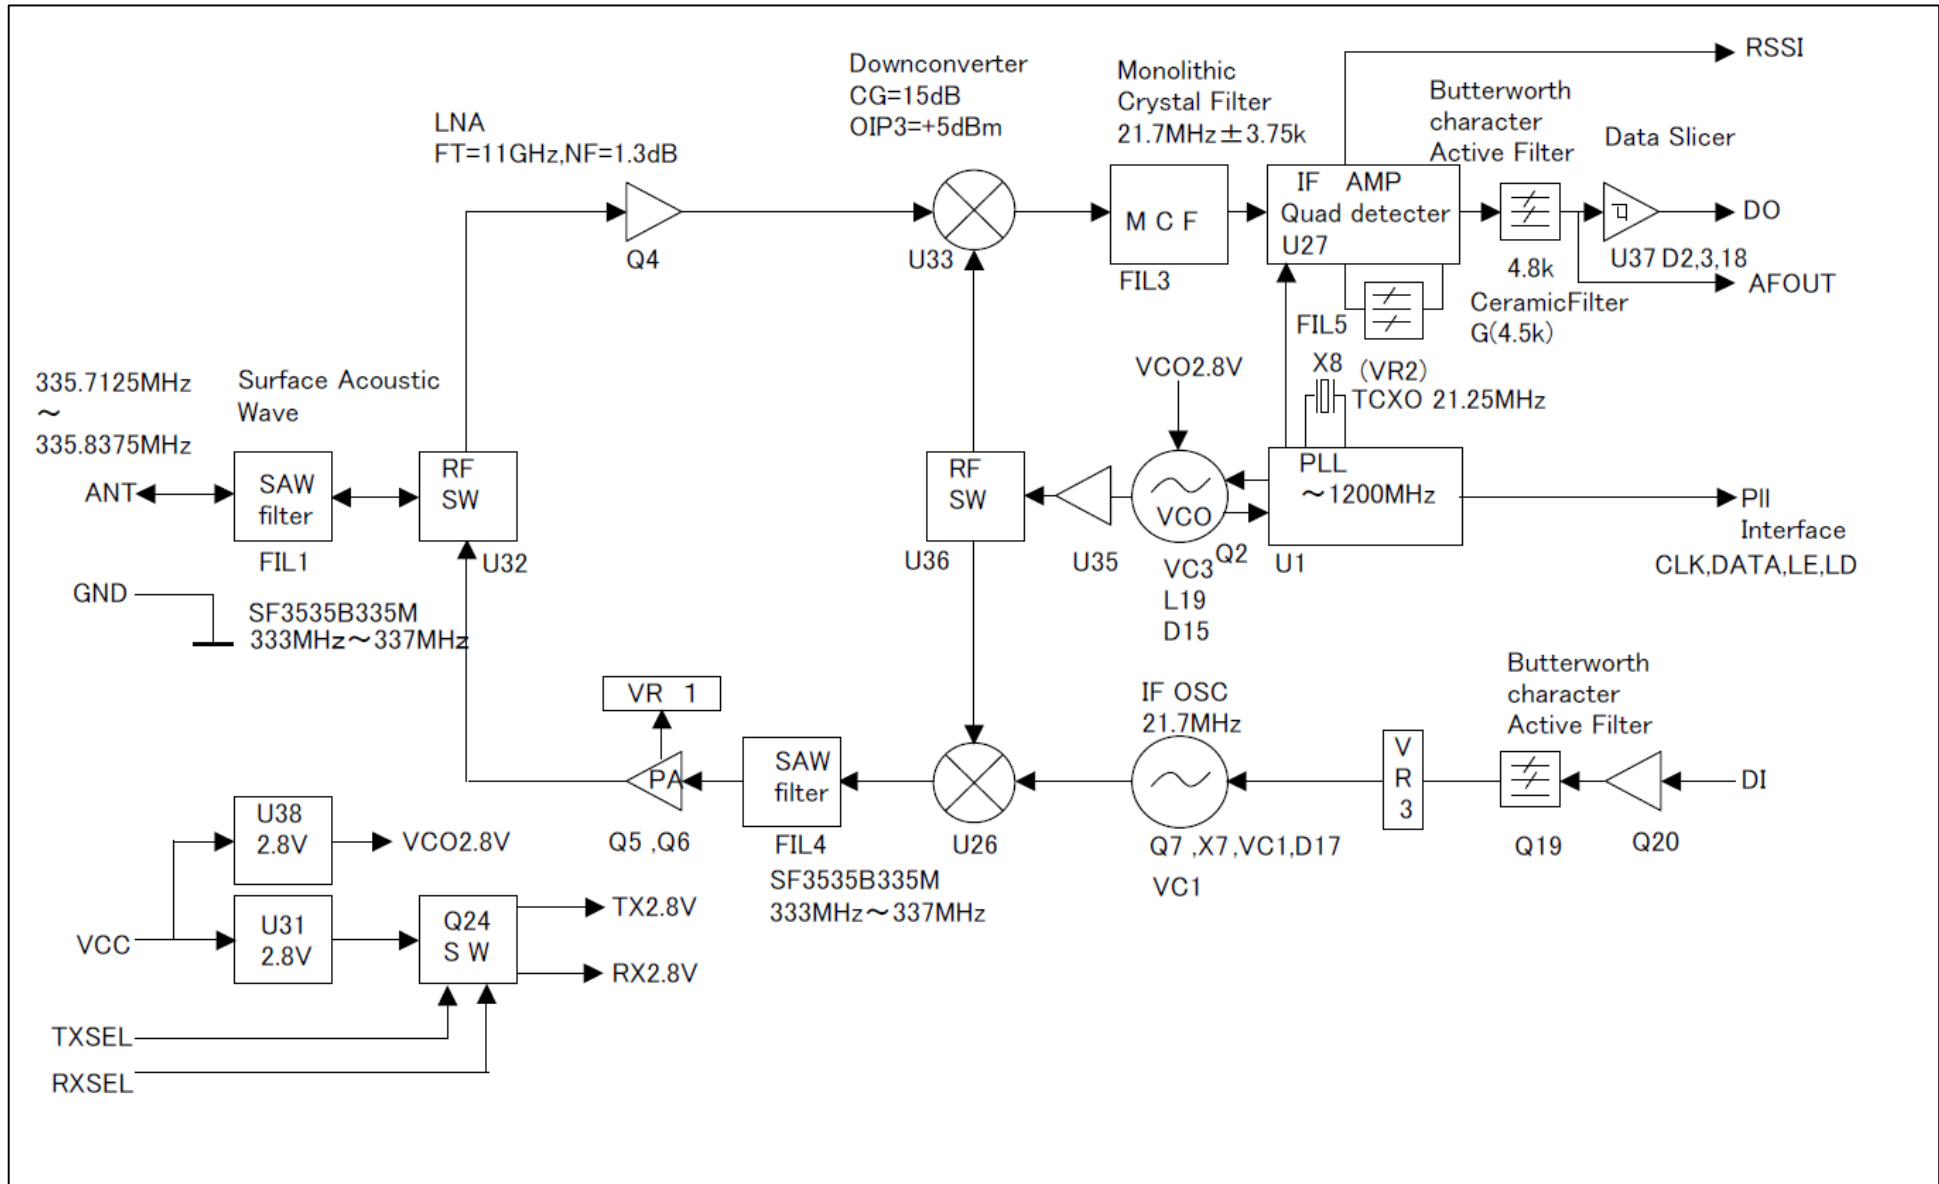 RSSI
Downconverter
CG=15dB
OIP3=+5dBm
Monolithic
Crystal Filter
21.7MHz±3.75k
Butterworth
character
Active Filter
Data Slicer
LNA
FT=11GHz,NF=1.3dB
Q4
U33
M C F
FIL3
IF AMP
Quad detecter
U27
DO
U37 D2,3,18
4.8k
AFOUT
CeramicFilter
G(4.5k)
FIL5
X8
(VR2)
TCXO 21.25MHz
VCO2.8V
335.7125MHz
～
335.8375MHz
Surface Acoustic
Wave
ANT
SAW
filter
FIL1
RF
SW
U32
RF
SW
U36
U35
VCO
Q2
VC3
L19
D15
PLL
～1200MHz
U1
PII
Interface
CLK,DATA,LE,LD
GND
SF3535B335M
333MHz～337MHz
VR 1
PA
Q5 ,Q6
SAW
filter
FIL4
SF3535B335M
333MHz～337MHz
U26
IF OSC
21.7MHz
Q7 ,X7,VC1,D17
VC1
V
R
3
Butterworth
character
Active Filter
Q19
Q20
DI
U38
2.8V
VCO2.8V
VCC
U31
2.8V
Q24
S W
TX2.8V
RX2.8V
TXSEL
RXSEL